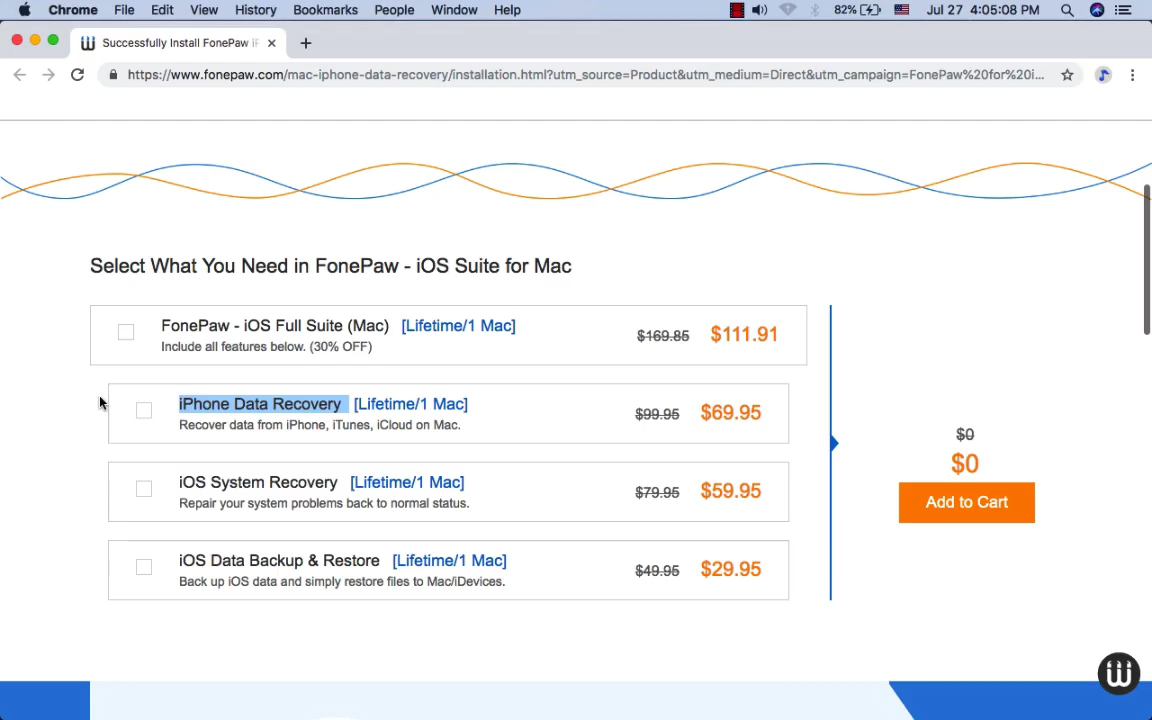 Chrome File Edit View History Bookmarks People Window Help 82% Jul 27 4:05:08 PM
Successfully Install FonePaw iP
https://www.fonepaw.com/mac-iphone-data-recovery/installation.html?utm_source=Product&utm_medium=Direct&utm_campaign=FonePaw%20for%20i...
Select What You Need in FonePaw - iOS Suite for Mac
FonePaw - iOS Full Suite (Mac) [Lifetime/1 Mac] $169.85 $111.91
Include all features below. (30% OFF)
iPhone Data Recovery [Lifetime/1 Mac] $99.95 $69.95
Recover data from iPhone, iTunes, iCloud on Mac.
iOS System Recovery [Lifetime/1 Mac] $79.95 $59.95
Repair your system problems back to normal status.
iOS Data Backup & Restore [Lifetime/1 Mac] $49.95 $29.95
Back up iOS data and simply restore files to Mac/iDevices.
$0
$0
Add to Cart